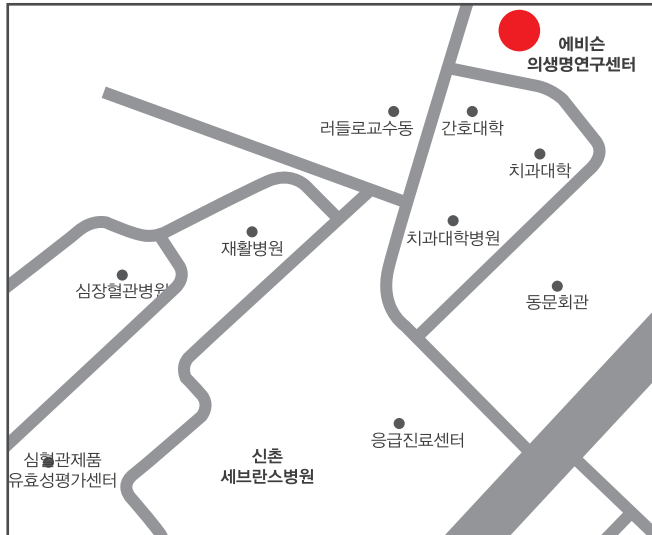 에비슨
의생명연구센터
러들로교수동
간호대학
치과대학
치과대학병원
재활병원
심장혈관병원
동문회관
응급진료센터
신촌
세브란스병원
심혈관제품
유효성평가센터